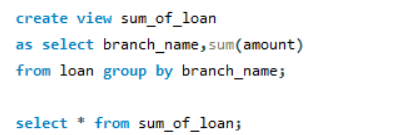 create view sum_of_loan
as select branch_name,sum(amount)
from loan group by branch_name;
select * from sum_of_loan;